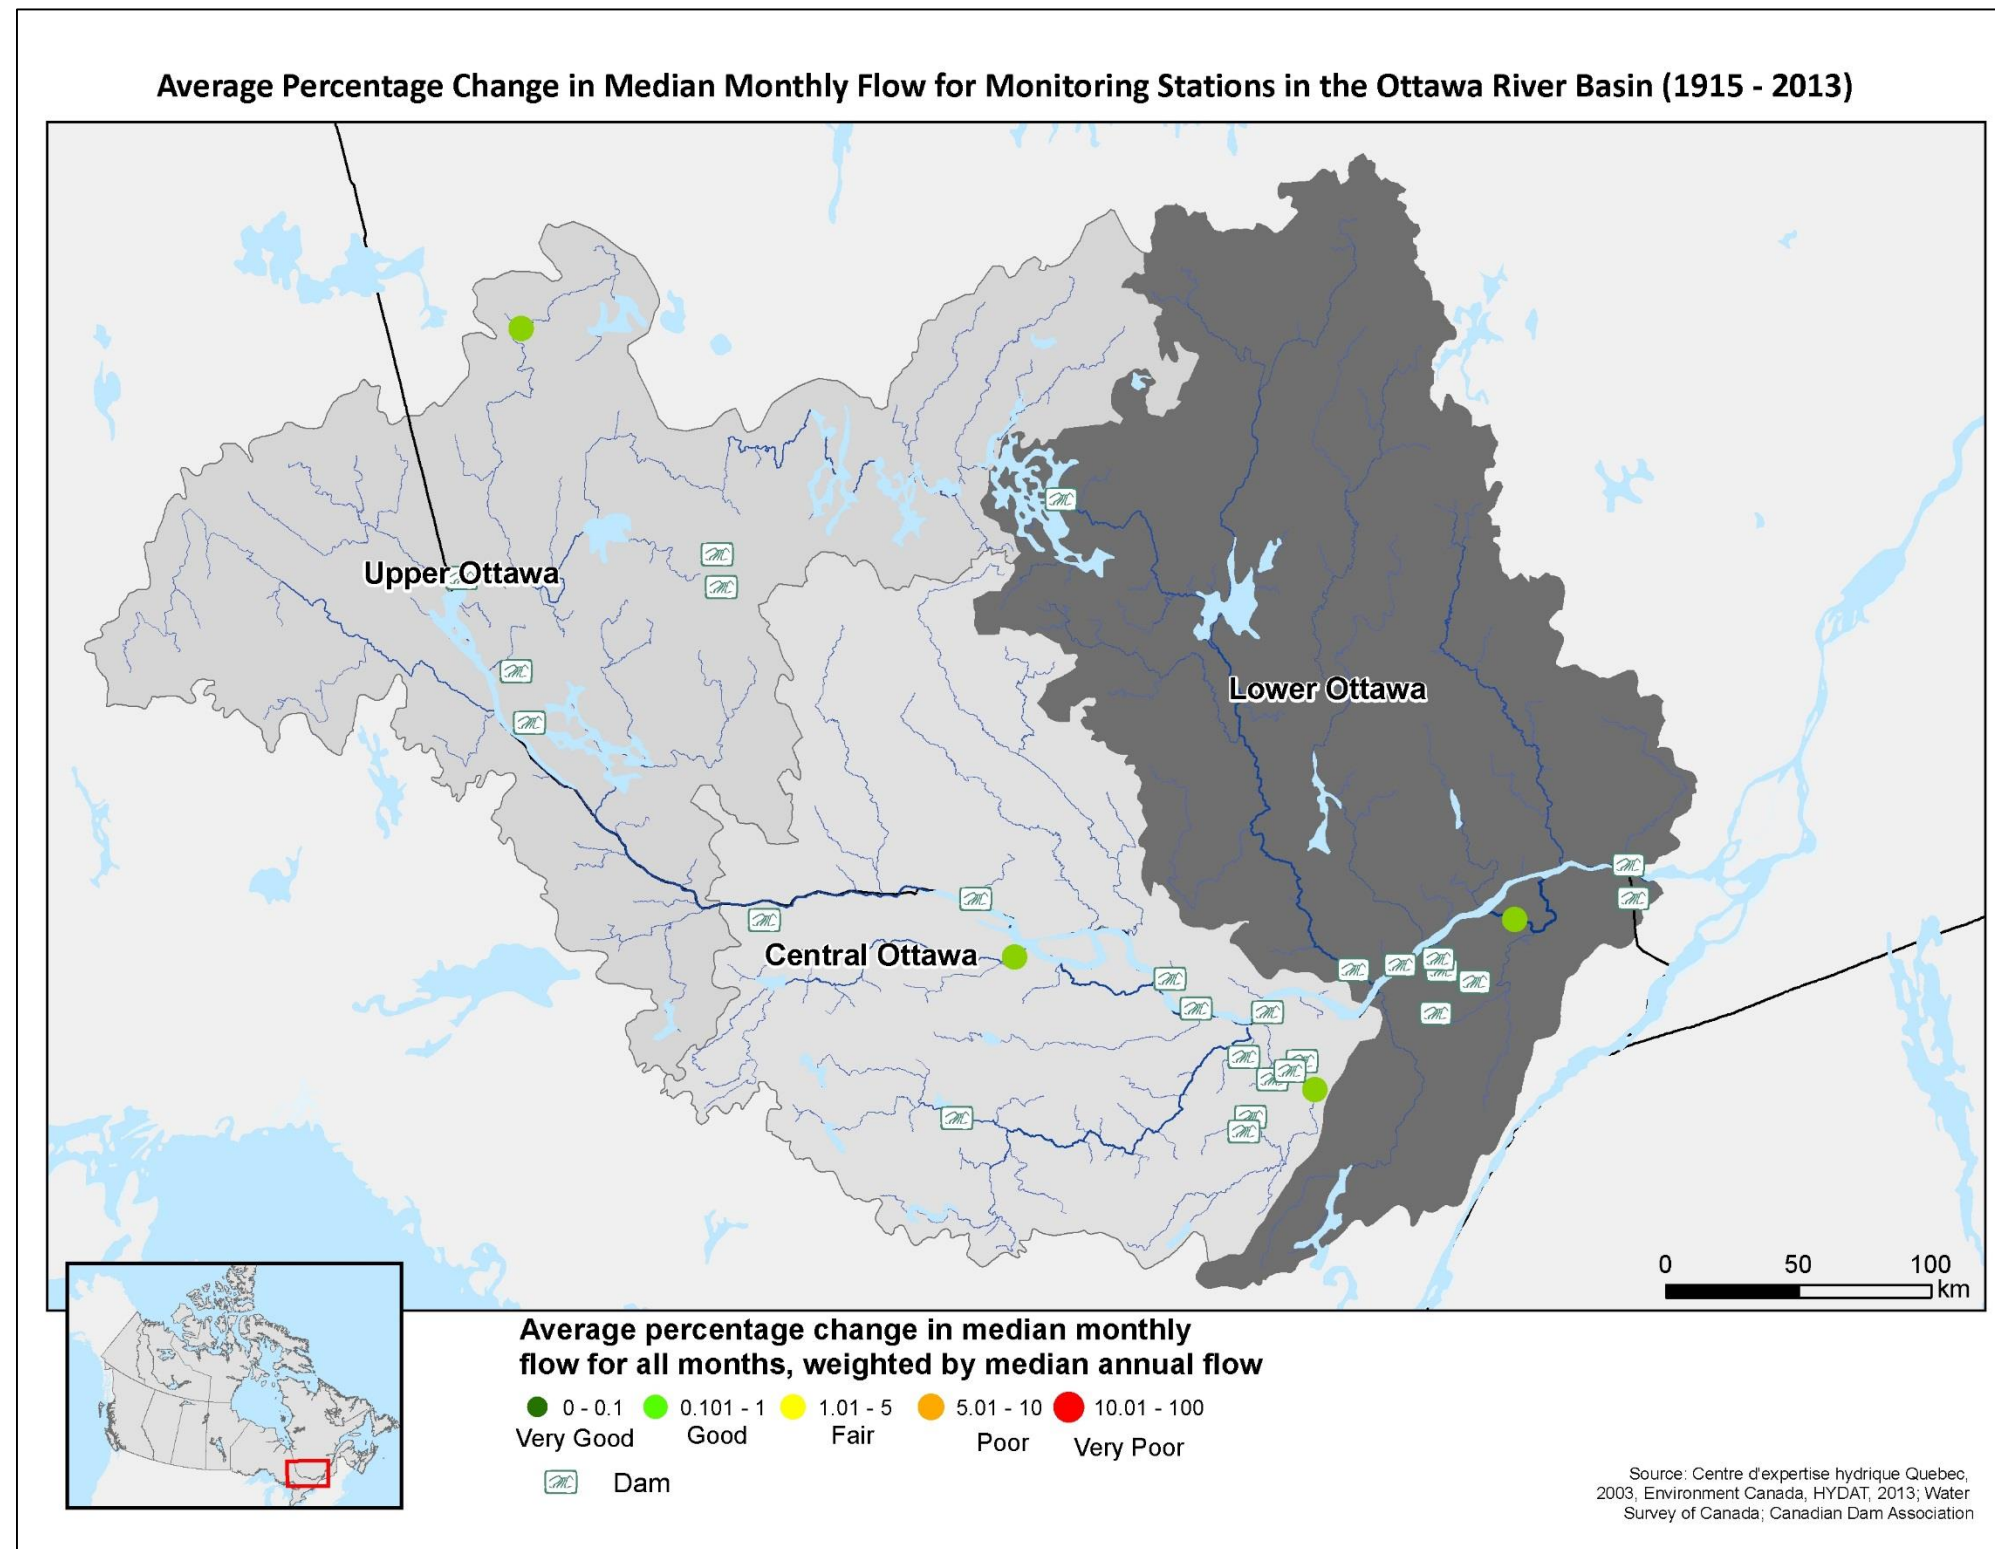 Average Percentage Change in Median Monthly Flow for Monitoring Stations in the Ottawa River Basin (1915 - 2013)
Upper Ottawa
Lower Ottawa
Central Ottawa
0 50 100
km
Average percentage change in median monthly
flow for all months, weighted by median annual flow
0 - 0.1 0.101 - 1 1.01 - 5 5.01 - 10 10.01 - 100
Very Good Good Fair Poor Very Poor
Dam
Source: Centre d'expertise hydrique Quebec,
2003, Environment Canada, HYDAT, 2013; Water
Survey of Canada; Canadian Dam Association